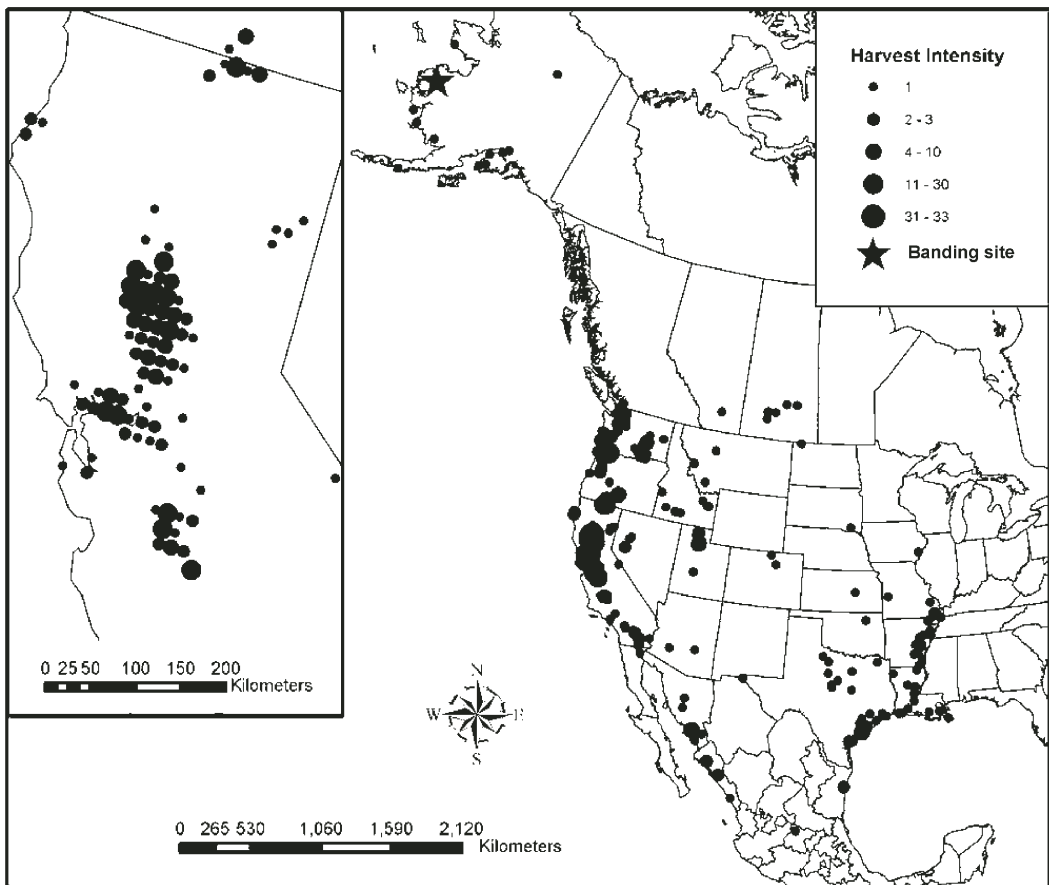 Harvest Intensity
1
2 - 3
4 - 10
11 - 30
31 - 33
Banding site
0 25 50 100 150 200
Kilometers
N
W E
S
0 265 530 1,060 1,590 2,120
Kilometers